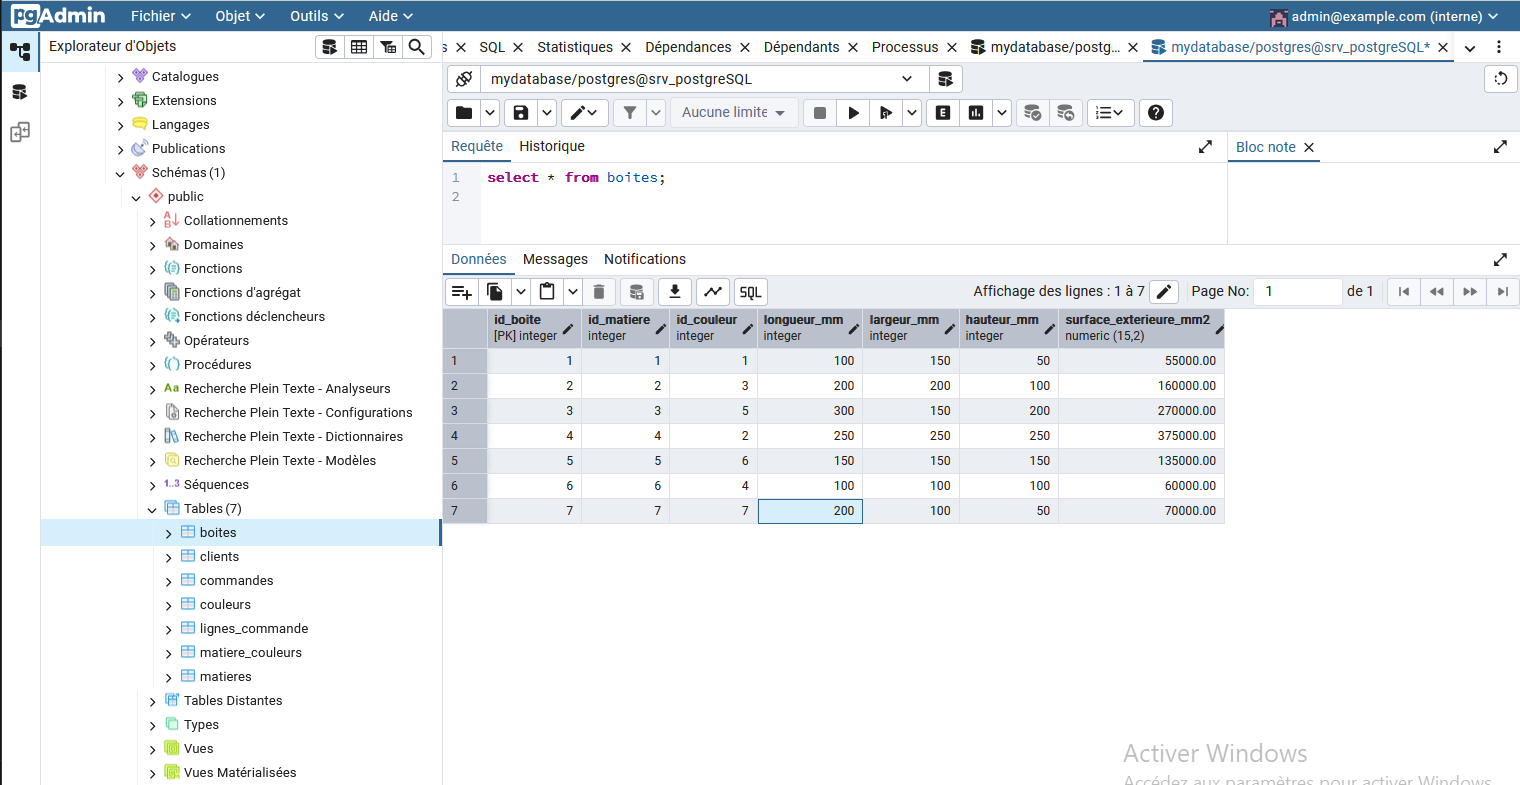 pgAdmin Fichier Objet Outils Aide admin@example.com (interne)
Explorateur d'Objets
s SQL Statistiques Dépendances Dépendants Processus mydatabase/postg... mydatabase/postgres@srv_postgreSQL*
Catalogues
Extensions
Langages
Publications
Schémas (1)
public
Collationnements
Domaines
Fonctions
Fonctions d'agrégat
Fonctions déclencheurs
Opérateurs
Procédures
Aa Recherche Plein Texte - Analyseurs
Recherche Plein Texte - Configurations
Recherche Plein Texte - Dictionnaires
Recherche Plein Texte - Modèles
1..3 Séquences
Tables (7)
boites
clients
commandes
couleurs
lignes_commande
matiere_couleurs
matieres
Tables Distantes
Types
Vues
Vues Matérialisées
mydatabase/postgres@srv_postgreSQL
Aucune limite
E
Requête Historique
Bloc note
1 select * from boites;
2
Données Messages Notifications
SQL Affichage des lignes : 1 à 7 Page No: 1 de 1
id_boite id_matiere id_couleur longueur_mm largeur_mm hauteur_mm surface_exterieure_mm2
[PK] integer integer integer integer integer integer numeric (15,2)
1 1 1 1 100 150 50 55000.00
2 2 2 3 200 200 100 160000.00
3 3 3 5 300 150 200 270000.00
4 4 4 2 250 250 250 375000.00
5 5 5 6 150 150 150 135000.00
6 6 6 4 100 100 100 60000.00
7 7 7 7 200 100 50 70000.00
Activer Windows
Accédez aux paramètres pour activer Windows.